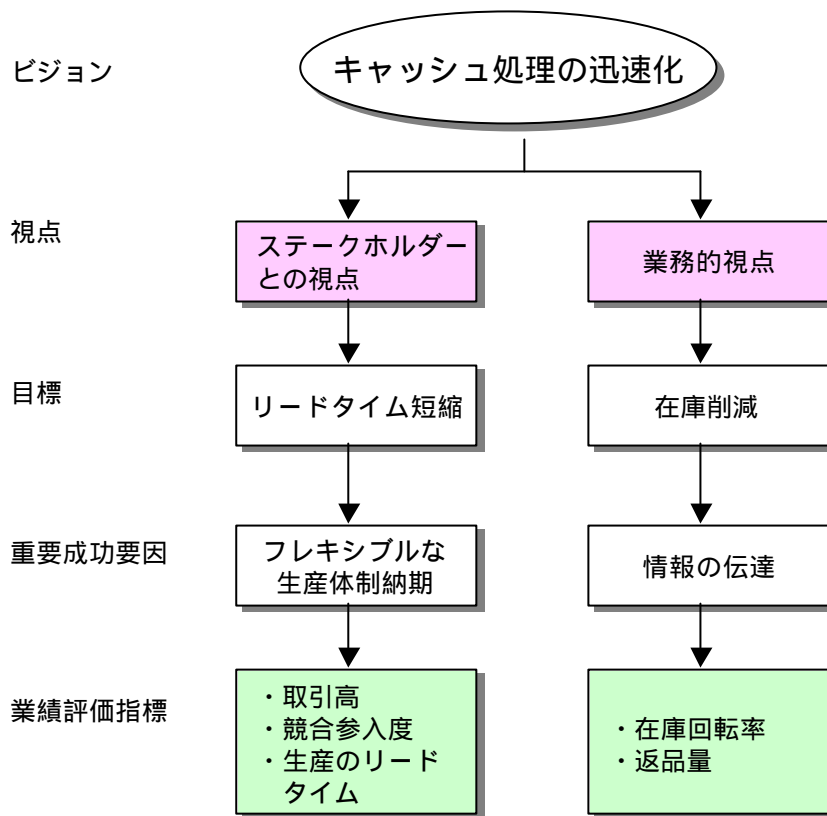 ビジョン
キャッシュ処理の迅速化
視点
ステークホルダー
との視点
業務的視点
目標
リードタイム短縮
在庫削減
重要成功要因
フレキシブルな
生産体制納期
情報の伝達
業績評価指標
・取引高
・競合参入度
・生産のリード
タイム
・在庫回転率
・返品量